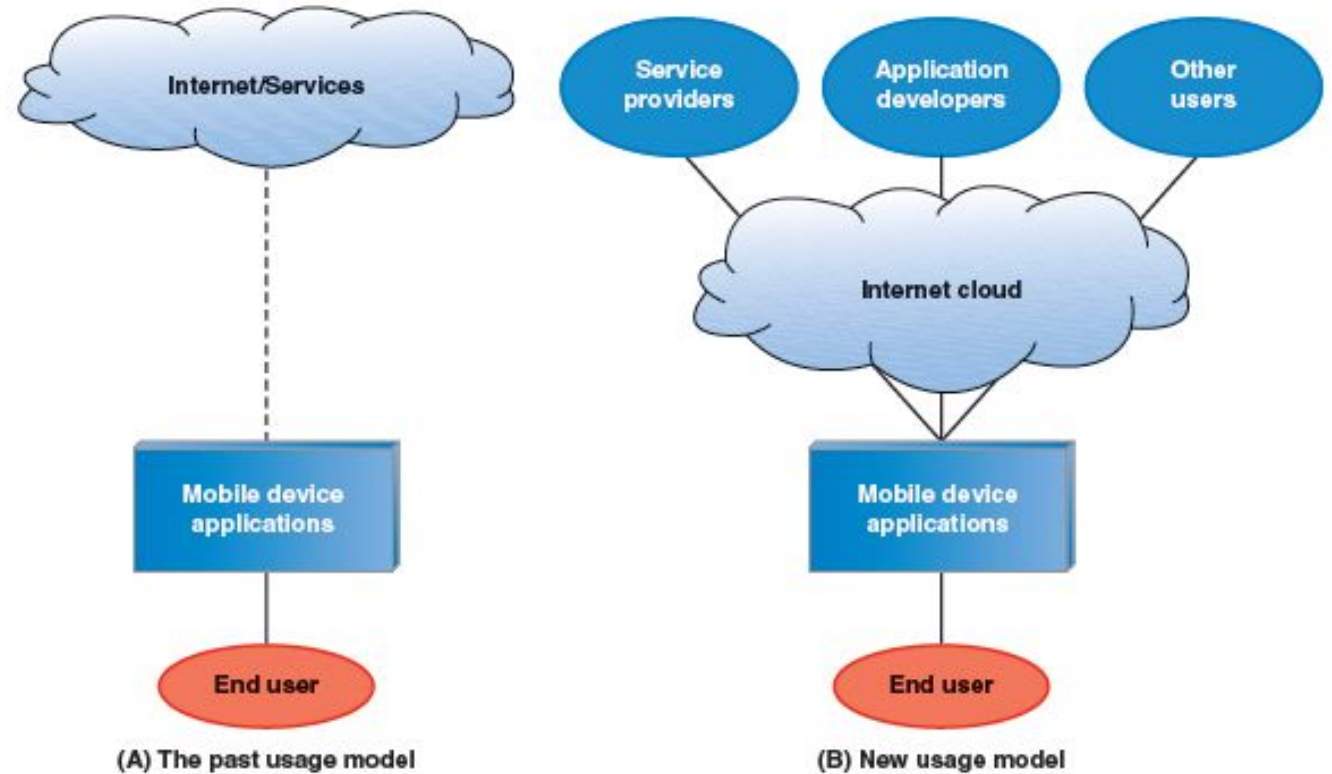 Internet/Services
Mobile device
applications
End user
(A) The past usage model
Service
providers
Application
developers
Other
users
Internet cloud
Mobile device
applications
End user
(B) New usage model